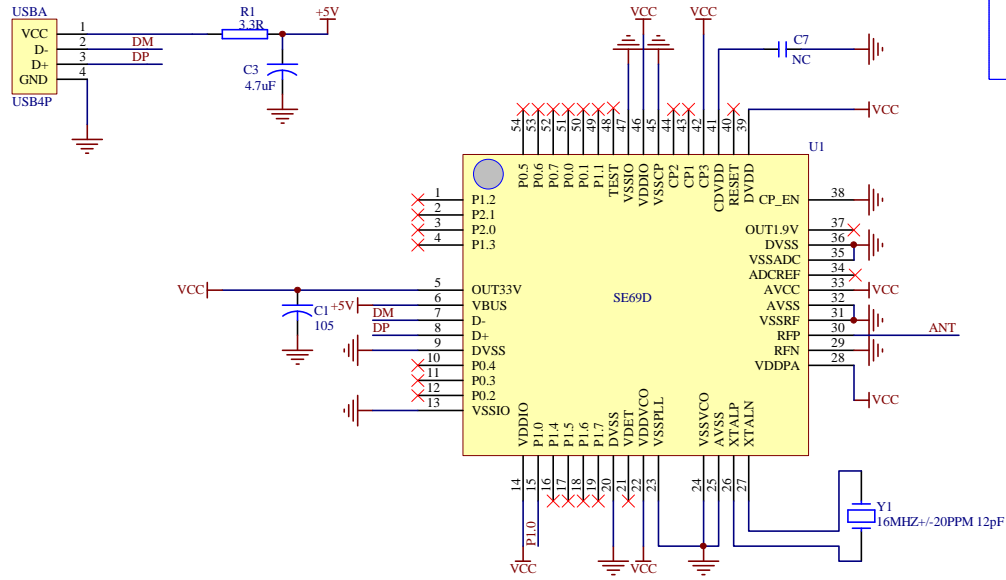 USBA
VCC 1
D- 2 DM
D+ 3 DP
GND 4
USB4P
R1
3.3R
+5V
C3
4.7uF
VCC
VCC
C7
NC
VCC
54 53 52 51 50 49 48 47 46 45 44 43 42 41 40 39
P0.5 P0.6 P0.7 P0.0 P0.1 P1.1 TEST VSSIO VDDIO VSSCP CP2 CP1 CP3 CDVDD RESET DVDD
U1
1 P1.2
2 P2.1
3 P2.0
4 P1.3
VCC 5 OUT33V
+5V 6 VBUS
DM 7 D-
DP 8 D+
9 DVSS
10 P0.4
11 P0.3
12 P0.2
13 VSSIO
C1
105
SE69D
CP_EN 38
OUT1.9V 37
DVSS 36
VSSADC 35
ADCREF 34
AVCC 33 VCC
AVSS 32
VSSRF 31
RFP 30 ANT
RFN 29
VDDPA 28
VCC
VDDIO P1.0 P1.4 P1.5 P1.6 P1.7 DVSS VDET VDDVCO VSSPLL VSSVCO AVSS XTALP XTALN
14 15 16 17 18 19 20 21 22 23 24 25 26 27
P1.0
VCC
VCC
Y1
16MHZ+/-20PPM 12pF